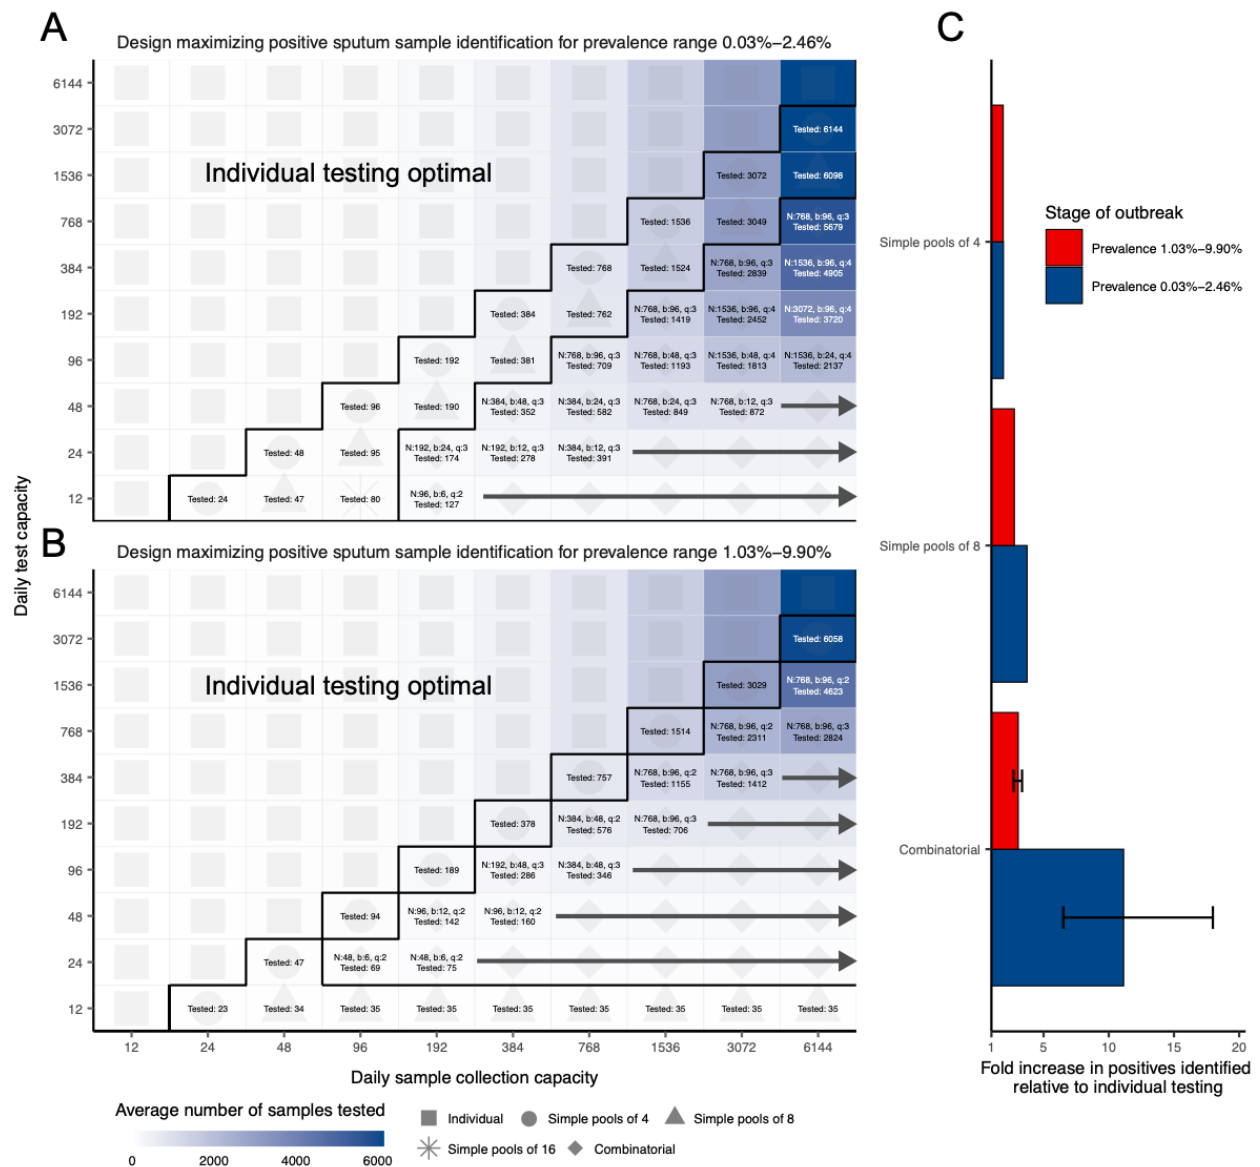 A
Design maximizing positive sputum sample identification for prevalence range 0.03%–2.46%
6144
3072
Tested: 6144
1536
Individual testing optimal
Tested: 3072
Tested: 6098
768
Tested: 1536
Tested: 3049
N:768, b:96, q:3
Tested: 5679
384
Tested: 768
Tested: 1524
N:768, b:96, q:3
Tested: 2839
N:1536, b:96, q:4
Tested: 4905
192
Tested: 384
Tested: 762
N:768, b:96, q:3
Tested: 1419
N:1536, b:96, q:4
Tested: 2452
N:3072, b:96, q:4
Tested: 3720
96
Tested: 192
Tested: 381
N:768, b:96, q:3
Tested: 709
N:768, b:48, q:3
Tested: 1193
N:1536, b:48, q:4
Tested: 1813
N:1536, b:24, q:4
Tested: 2137
48
Tested: 96
Tested: 190
N:384, b:48, q:3
Tested: 352
N:384, b:24, q:3
Tested: 582
N:768, b:24, q:3
Tested: 849
N:768, b:12, q:3
Tested: 872
24
Tested: 48
Tested: 95
N:192, b:24, q:3
Tested: 174
N:192, b:12, q:3
Tested: 278
N:384, b:12, q:3
Tested: 391
12
Tested: 24
Tested: 47
Tested: 80
N:96, b:6, q:2
Tested: 127
Daily test capacity
B
Design maximizing positive sputum sample identification for prevalence range 1.03%–9.90%
6144
3072
Tested: 6058
1536
Individual testing optimal
Tested: 3029
N:768, b:96, q:2
Tested: 4623
768
Tested: 1514
N:768, b:96, q:2
Tested: 2311
N:768, b:96, q:3
Tested: 2824
384
Tested: 757
N:768, b:96, q:2
Tested: 1155
N:768, b:96, q:3
Tested: 1412
192
Tested: 378
N:384, b:48, q:2
Tested: 576
N:768, b:96, q:3
Tested: 706
96
Tested: 189
N:192, b:48, q:3
Tested: 286
N:384, b:48, q:3
Tested: 346
48
Tested: 94
N:96, b:12, q:2
Tested: 142
N:96, b:12, q:2
Tested: 160
24
Tested: 47
N:48, b:6, q:2
Tested: 69
N:48, b:6, q:2
Tested: 75
12
Tested: 23
Tested: 34
Tested: 35
Tested: 35
Tested: 35
Tested: 35
Tested: 35
Tested: 35
Tested: 35
12 24 48 96 192 384 768 1536 3072 6144
Daily sample collection capacity
Average number of samples tested
0 2000 4000 6000
Individual
Simple pools of 4
Simple pools of 8
Simple pools of 16
Combinatorial
C
Stage of outbreak
Prevalence 1.03%–9.90%
Prevalence 0.03%–2.46%
Simple pools of 4
Simple pools of 8
Combinatorial
1 5 10 15 20
Fold increase in positives identified
relative to individual testing